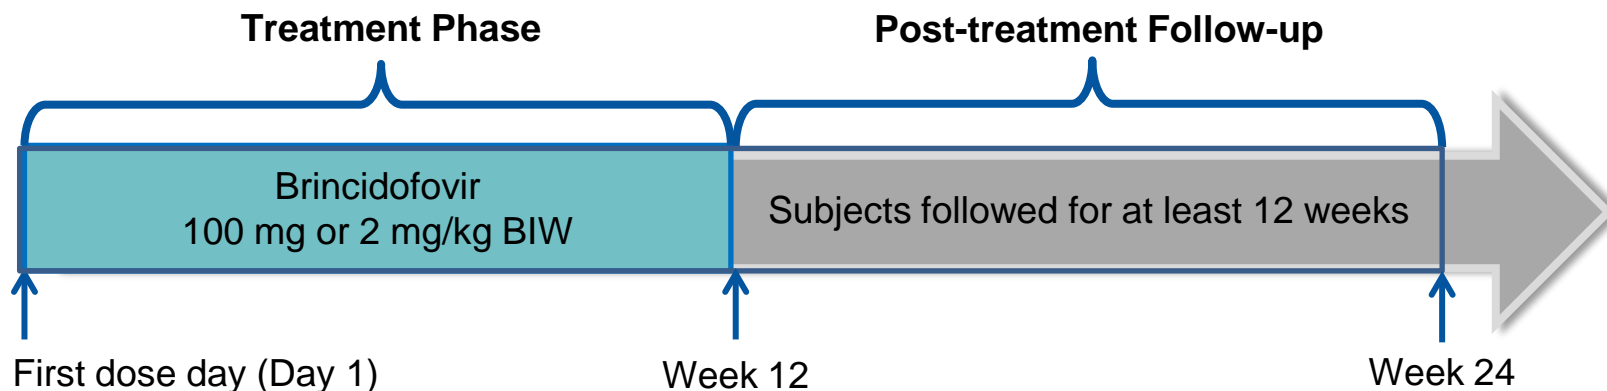 Treatment Phase
Post-treatment Follow-up
Brincidofovir
100 mg or 2 mg/kg BIW
Subjects followed for at least 12 weeks
First dose day (Day 1)
Week 12
Week 24